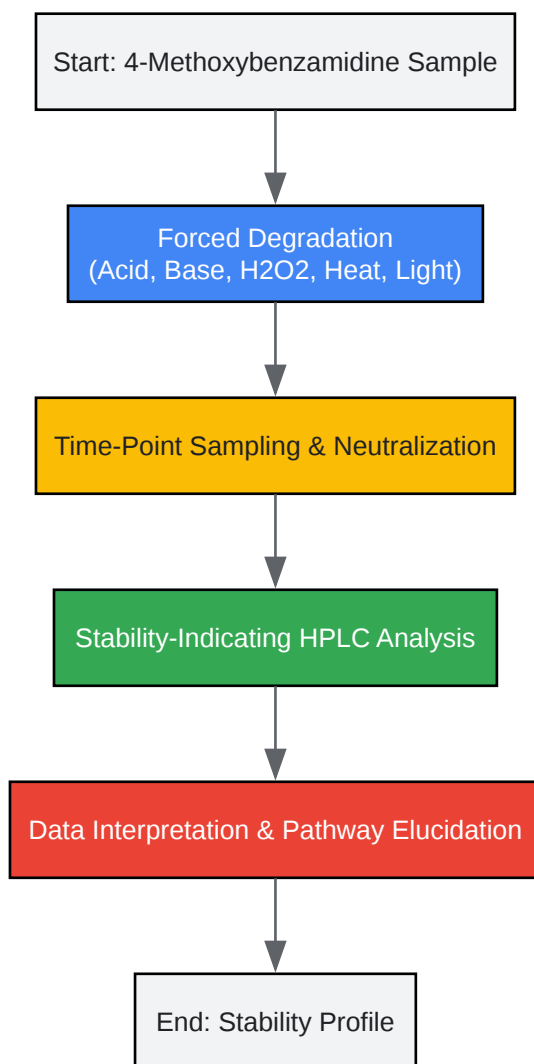 Start: 4-Methoxybenzamidine Sample
Forced Degradation
(Acid, Base, H2O2, Heat, Light)
Time-Point Sampling & Neutralization
Stability-Indicating HPLC Analysis
Data Interpretation & Pathway Elucidation
End: Stability Profile